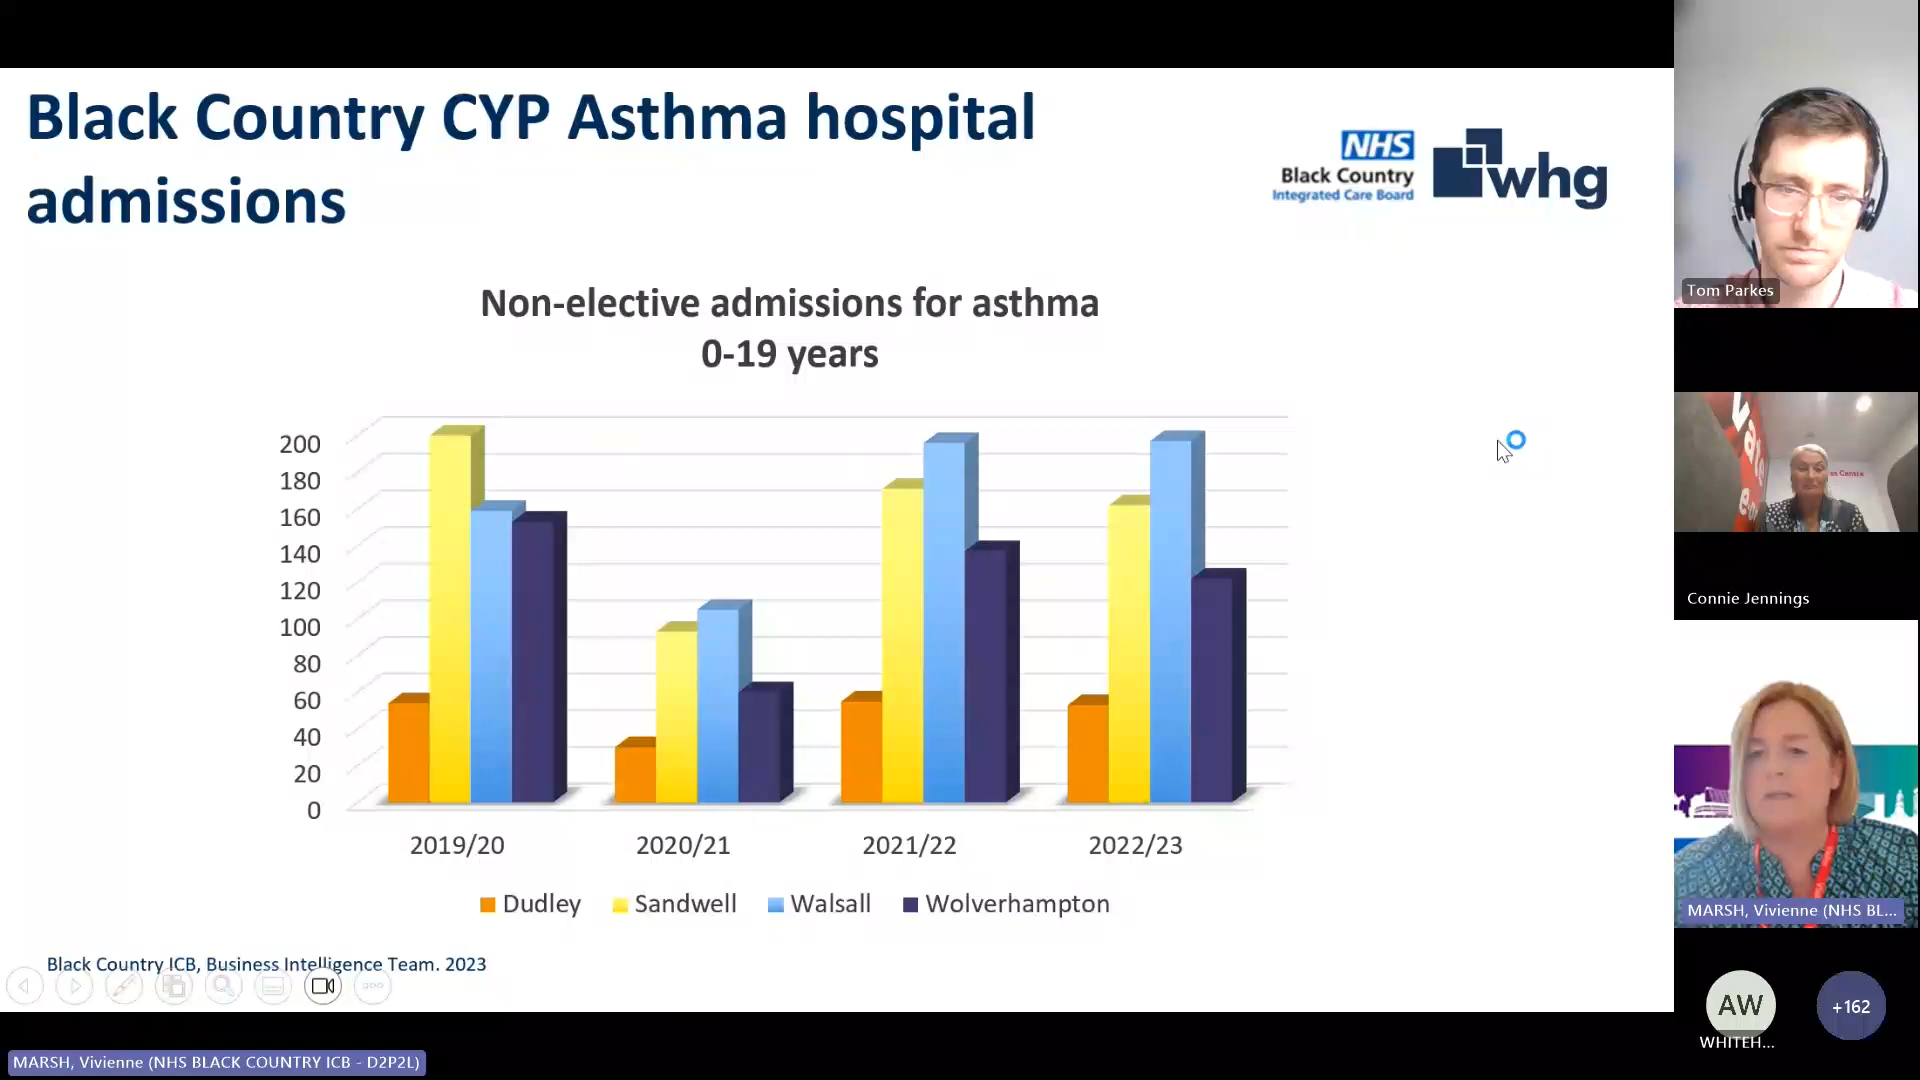 Black Country CYP Asthma hospital
admissions
NHS
Black Country
Integrated Care Board
whg
Non-elective admissions for asthma
0-19 years
200
180
160
140
120
100
80
60
40
20
0
2019/20
2020/21
2021/22
2022/23
Dudley
Sandwell
Walsall
Wolverhampton
Black Country ICB, Business Intelligence Team. 2023
MARSH, Vivienne (NHS BLACK COUNTRY ICB - D2P2L)
Tom Parkes
Connie Jennings
MARSH, Vivienne (NHS BL...
AW
WHITEH...
+162